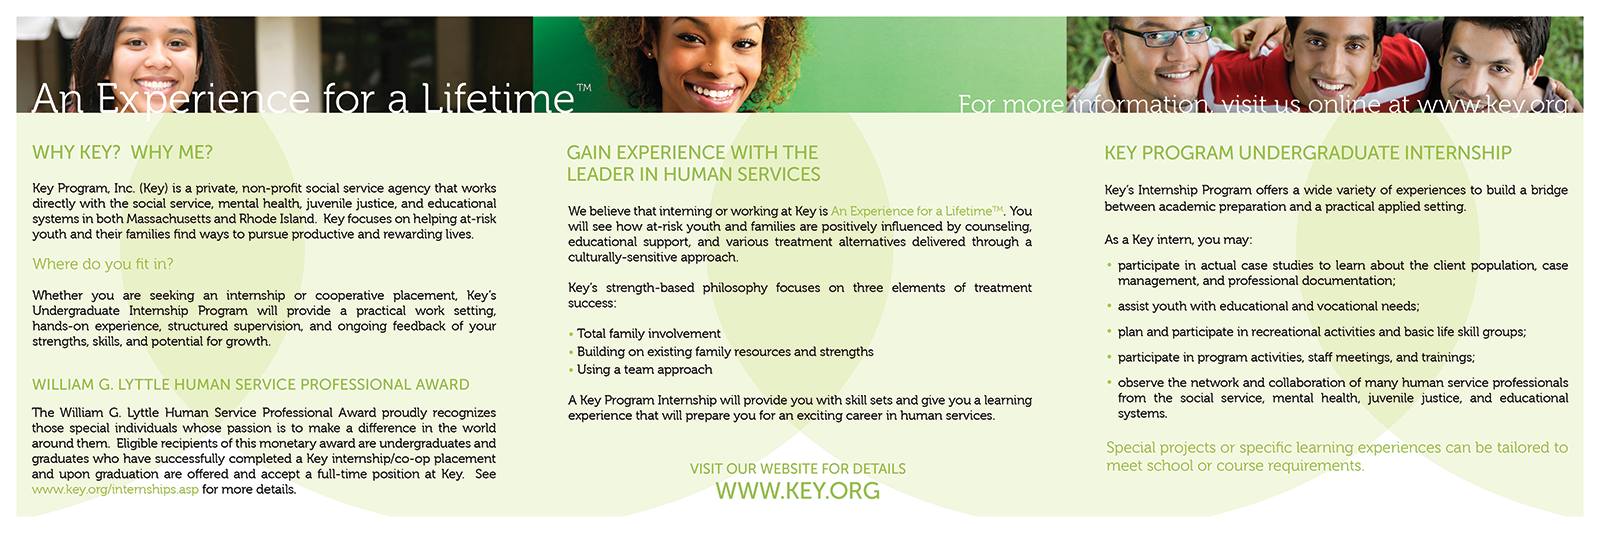 An Experience for a Lifetime™
For more information, visit us online at www.key.org
WHY KEY?  WHY ME?
Key Program, Inc. (Key) is a private, non-profit social service agency that works
directly with the social service, mental health, juvenile justice, and educational
systems in both Massachusetts and Rhode Island.  Key focuses on helping at-risk
youth and their families find ways to pursue productive and rewarding lives.
Where do you fit in?
Whether you are seeking an internship or cooperative placement, Key's
Undergraduate Internship Program will provide a practical work setting,
hands-on experience, structured supervision, and ongoing feedback of your
strengths, skills, and potential for growth.
WILLIAM G. LYTTLE HUMAN SERVICE PROFESSIONAL AWARD
The William G. Lyttle Human Service Professional Award proudly recognizes
those special individuals whose passion is to make a difference in the world
around them.  Eligible recipients of this monetary award are undergraduates and
graduates who have successfully completed a Key internship/co-op placement
and upon graduation are offered and accept a full-time position at Key.  See
www.key.org/internships.asp for more details.
GAIN EXPERIENCE WITH THE
LEADER IN HUMAN SERVICES
We believe that interning or working at Key is An Experience for a Lifetime™. You
will see how at-risk youth and families are positively influenced by counseling,
educational support, and various treatment alternatives delivered through a
culturally-sensitive approach.
Key's strength-based philosophy focuses on three elements of treatment
success:
• Total family involvement
• Building on existing family resources and strengths
• Using a team approach
A Key Program Internship will provide you with skill sets and give you a learning
experience that will prepare you for an exciting career in human services.
VISIT OUR WEBSITE FOR DETAILS
WWW.KEY.ORG
KEY PROGRAM UNDERGRADUATE INTERNSHIP
Key's Internship Program offers a wide variety of experiences to build a bridge
between academic preparation and a practical applied setting.
As a Key intern, you may:
• participate in actual case studies to learn about the client population, case
management, and professional documentation;
• assist youth with educational and vocational needs;
• plan and participate in recreational activities and basic life skill groups;
• participate in program activities, staff meetings, and trainings;
• observe the network and collaboration of many human service professionals
from the social service, mental health, juvenile justice, and educational
systems.
Special projects or specific learning experiences can be tailored to
meet school or course requirements.